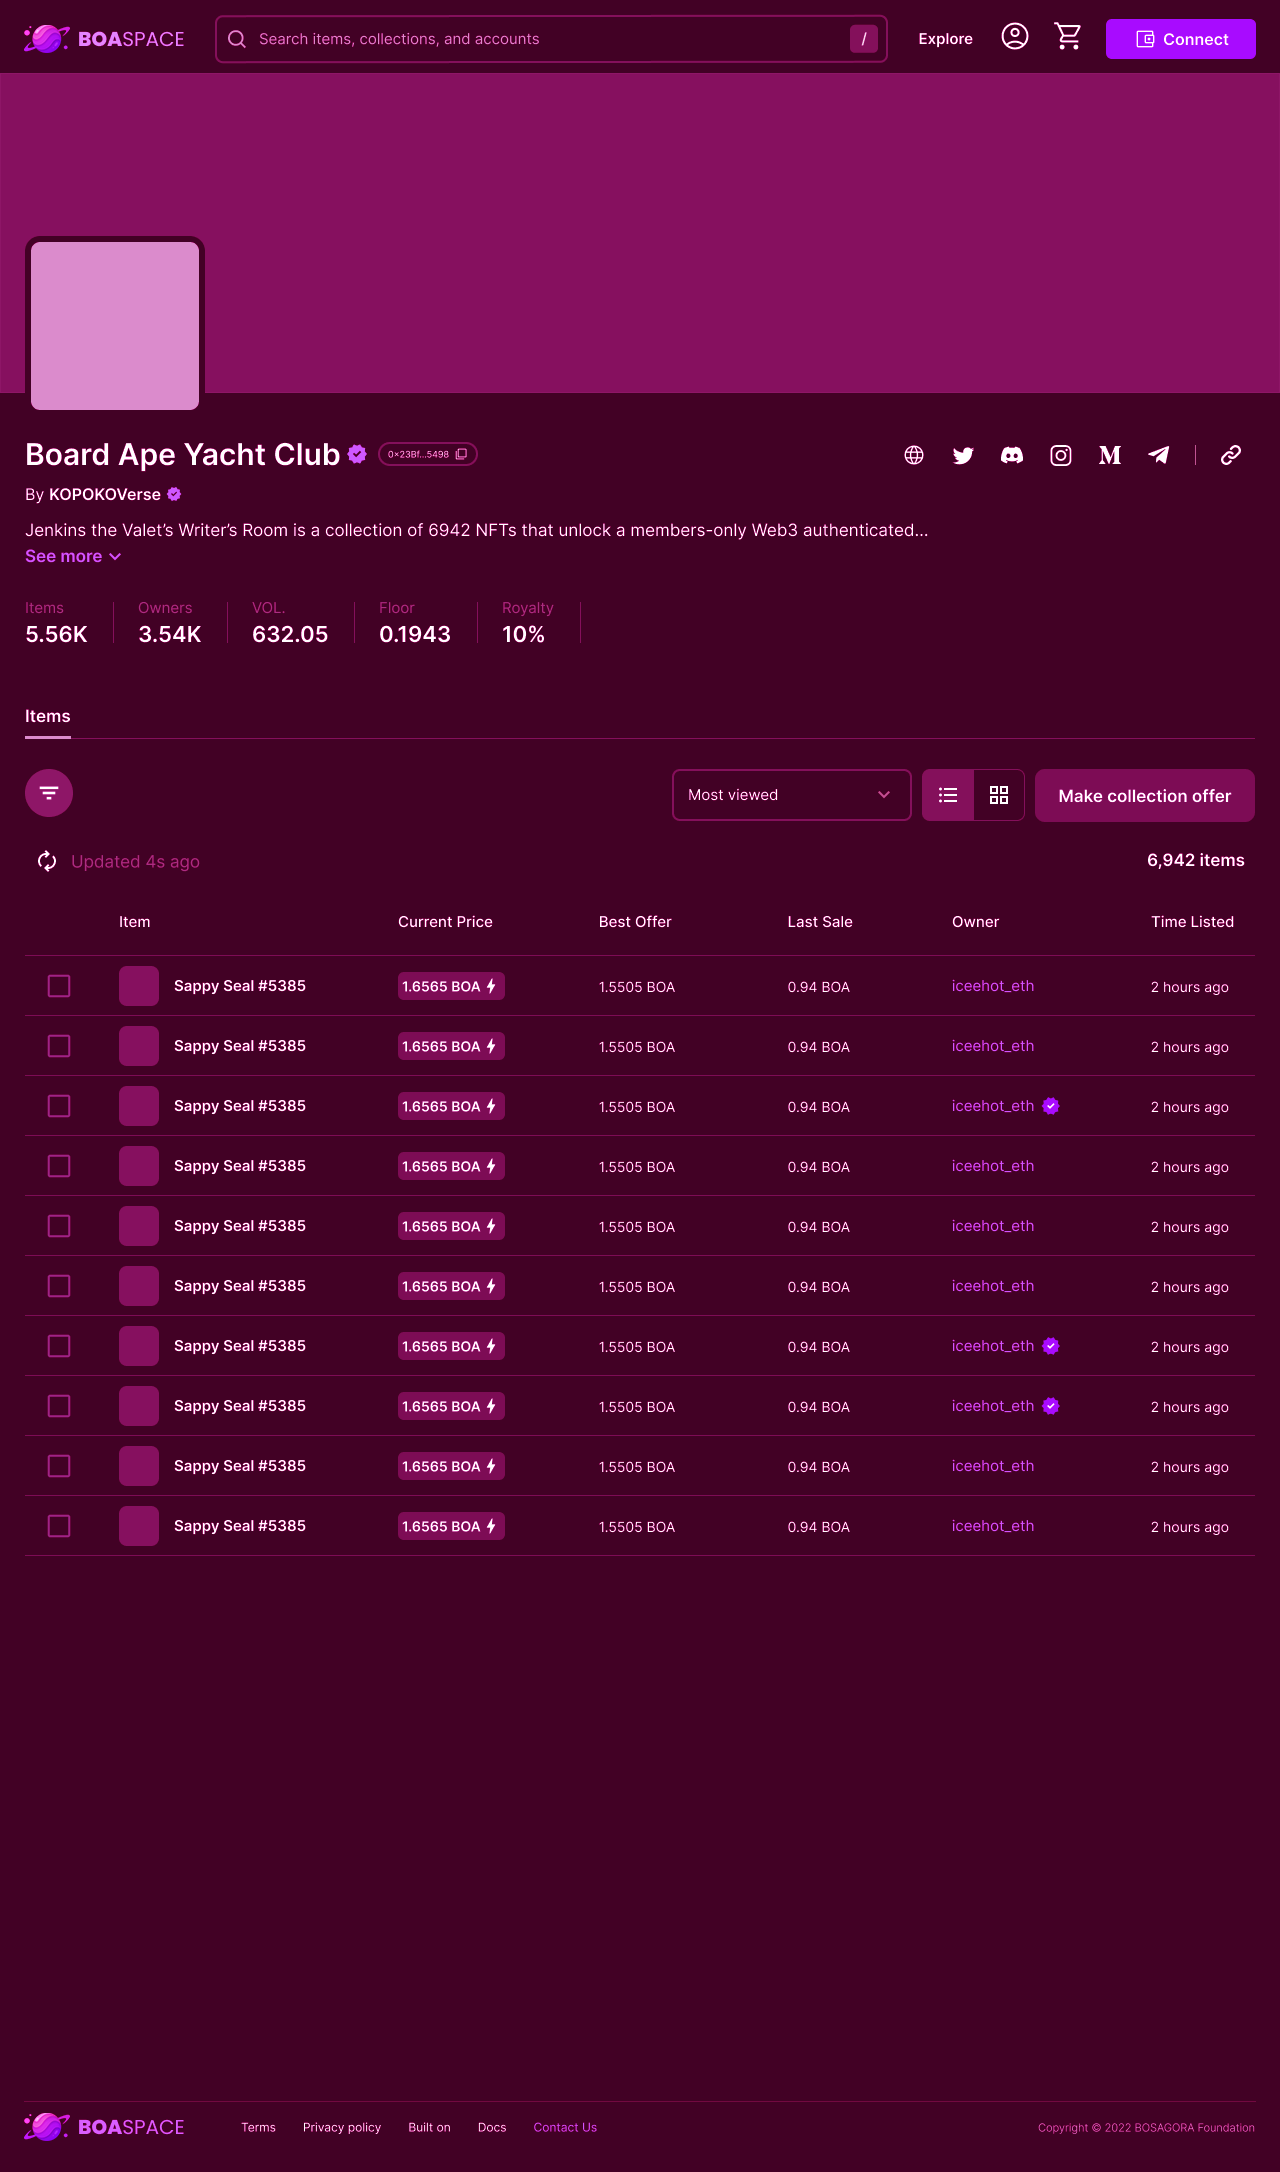 BOASPACE
Search items, collections, and accounts
/
Explore
Connect
Board Ape Yacht Club
0×23Bf...5498
By KOPOKOVerse
Jenkins the Valet’s Writer’s Room is a collection of 6942 NFTs that unlock a members-only Web3 authenticated...
See more
Items Owners VOL. Floor Royalty
5.56K 3.54K 632.05 0.1943 10%
Items
Most viewed
Make collection offer
Updated 4s ago
6,942 items
Item Current Price Best Offer Last Sale Owner Time Listed
Sappy Seal #5385 1.6565 BOA 1.5505 BOA 0.94 BOA iceehot_eth 2 hours ago
Sappy Seal #5385 1.6565 BOA 1.5505 BOA 0.94 BOA iceehot_eth 2 hours ago
Sappy Seal #5385 1.6565 BOA 1.5505 BOA 0.94 BOA iceehot_eth 2 hours ago
Sappy Seal #5385 1.6565 BOA 1.5505 BOA 0.94 BOA iceehot_eth 2 hours ago
Sappy Seal #5385 1.6565 BOA 1.5505 BOA 0.94 BOA iceehot_eth 2 hours ago
Sappy Seal #5385 1.6565 BOA 1.5505 BOA 0.94 BOA iceehot_eth 2 hours ago
Sappy Seal #5385 1.6565 BOA 1.5505 BOA 0.94 BOA iceehot_eth 2 hours ago
Sappy Seal #5385 1.6565 BOA 1.5505 BOA 0.94 BOA iceehot_eth 2 hours ago
Sappy Seal #5385 1.6565 BOA 1.5505 BOA 0.94 BOA iceehot_eth 2 hours ago
Sappy Seal #5385 1.6565 BOA 1.5505 BOA 0.94 BOA iceehot_eth 2 hours ago
BOASPACE
Terms Privacy policy Built on Docs Contact Us
Copyright © 2022 BOSAGORA Foundation